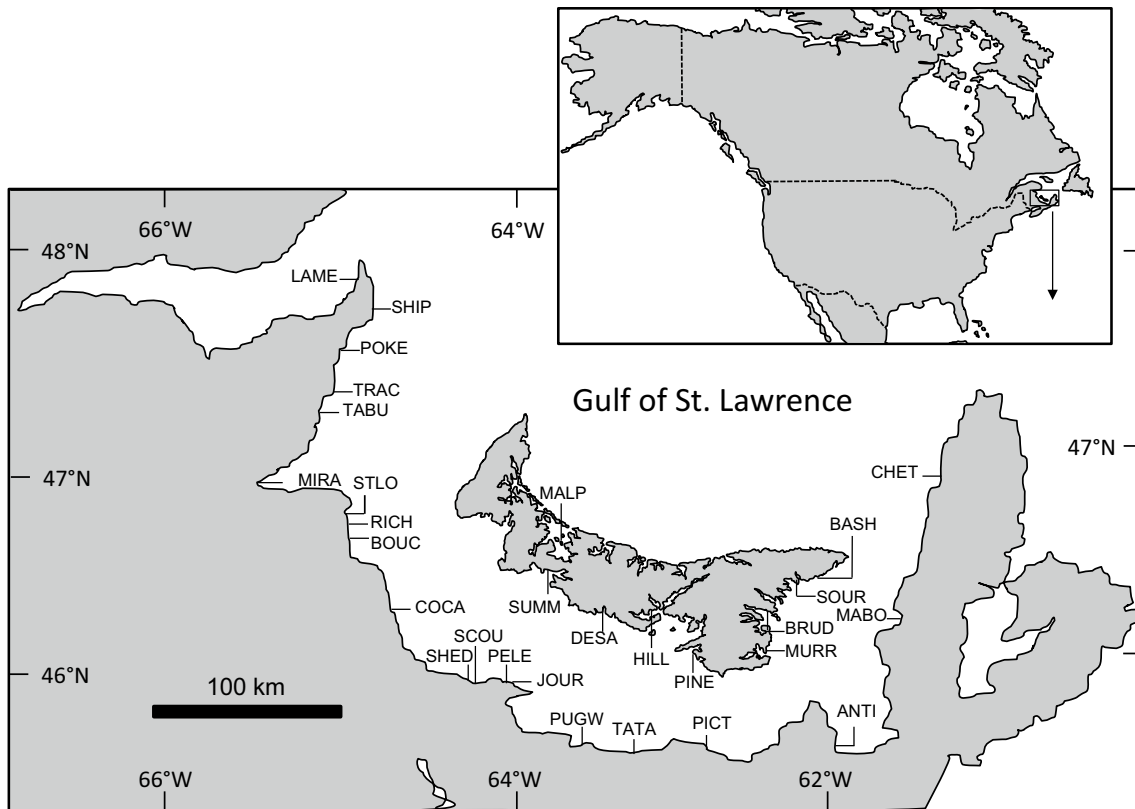 66°W
64°W
48°N
LAME
SHIP
POKE
TRAC
TABU
Gulf of St. Lawrence
47°N
CHET
47°N
MIRA
STLO
MALP
RICH
BASH
BOUC
SUMM
SOUR
COCA
MABO
DESA
BRUD
SCOU
HILL
MURR
SHED
PELE
46°N
JOUR
PINE
100 km
PUGW
TATA
PICT
ANTI
66°W
64°W
62°W